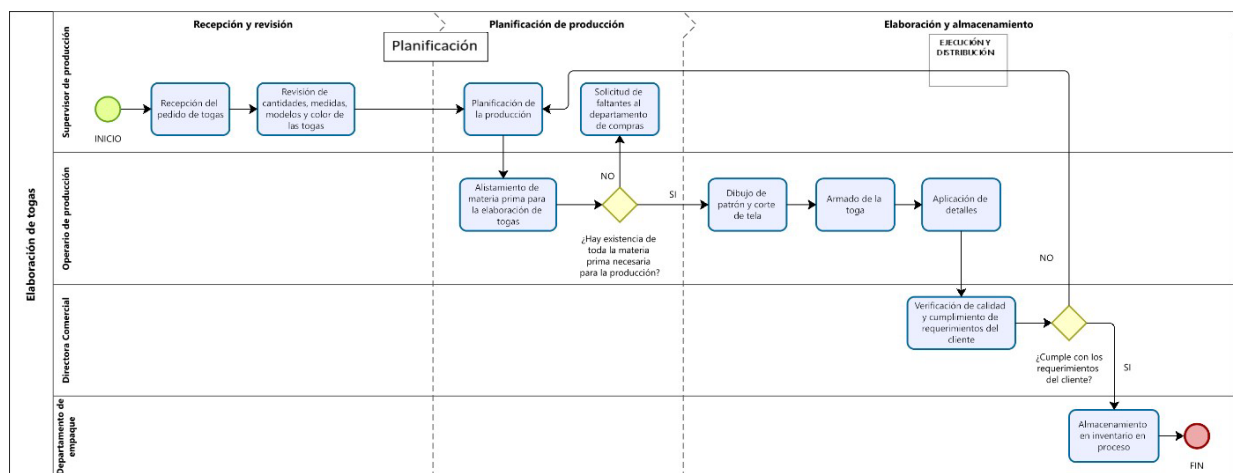 Recepción y revisión
Planificación de producción
Elaboración y almacenamiento
Planificación
EJECUCIÓN Y
DISTRIBUCIÓN
Elaboración de togas
Supervisor de producción
INICIO
Recepción del
pedido de togas
Revisión de
cantidades, medidas,
modelos y color de
las togas
Planificación de
la producción
Solicitud de
faltantes al
departamento
de compras
Operario de producción
Alistamiento de
materia prima para
la elaboración de
togas
NO
SI
¿Hay existencia de
toda la materia
prima necesaria
para la producción?
Dibujo de
patrón y corte
de tela
Armado de la
toga
Aplicación de
detalles
NO
Directora Comercial
Verificación de calidad
y cumplimiento de
requerimientos del
cliente
¿Cumple con los
requerimientos
del cliente?
SI
Departamento de
empaque
Almacenamiento
en inventario en
proceso
FIN